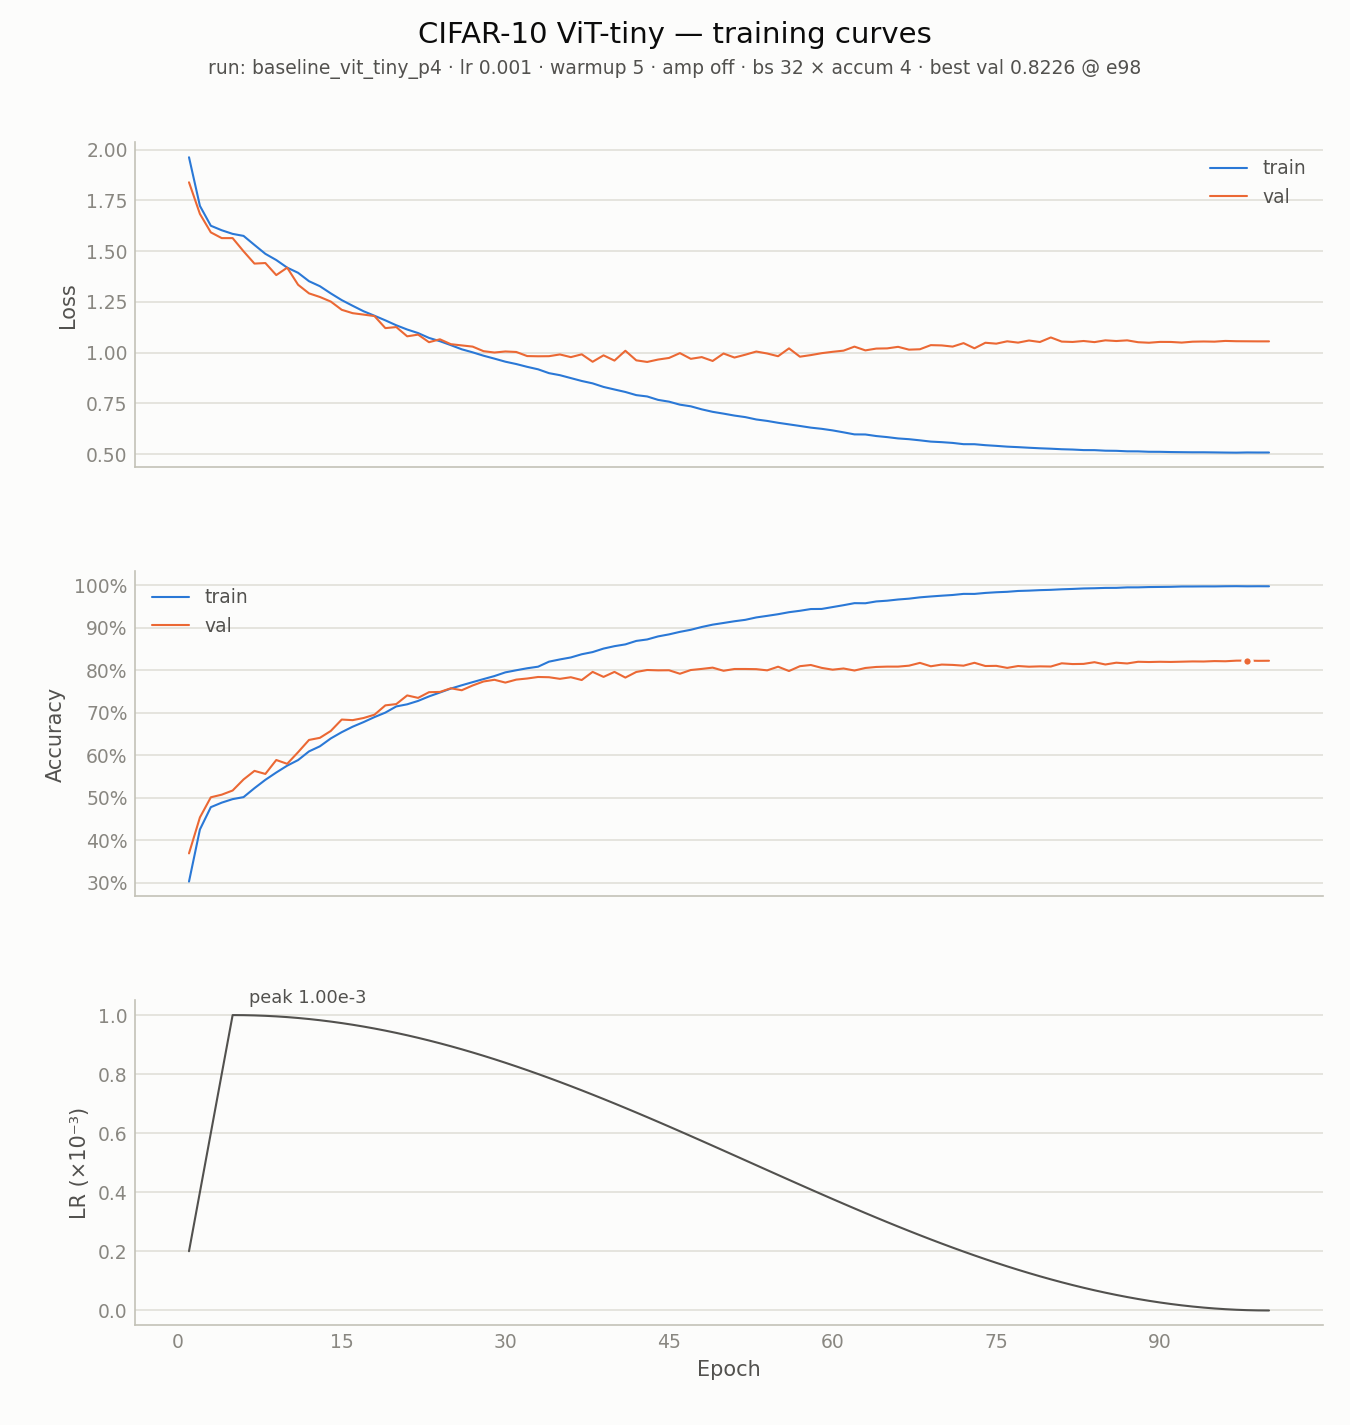 CIFAR-10 ViT-tiny — training curves
run: baseline_vit_tiny_p4 · lr 0.001 · warmup 5 · amp off · bs 32 × accum 4 · best val 0.8226 @ e98
2.00
1.75
1.50
1.25
1.00
0.75
0.50
Loss
train
val
100%
90%
80%
70%
60%
50%
40%
30%
Accuracy
train
val
peak 1.00e-3
1.0
0.8
0.6
0.4
0.2
0.0
LR (×10⁻³)
0 15 30 45 60 75 90
Epoch